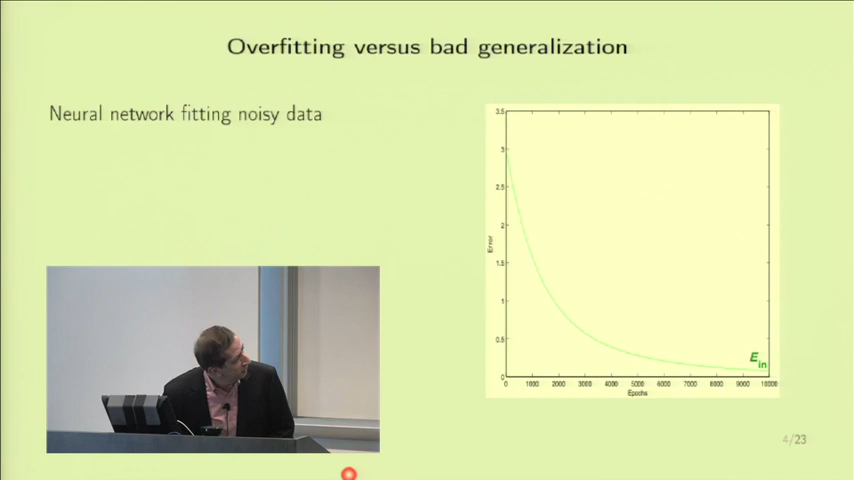 Overfitting versus bad generalization
Neural network fitting noisy data
3.5
3
2.5
2
1.5
1
0.5
0
Error
0 1000 2000 3000 4000 5000 6000 7000 8000 9000 10000
Epochs
E in
4/23